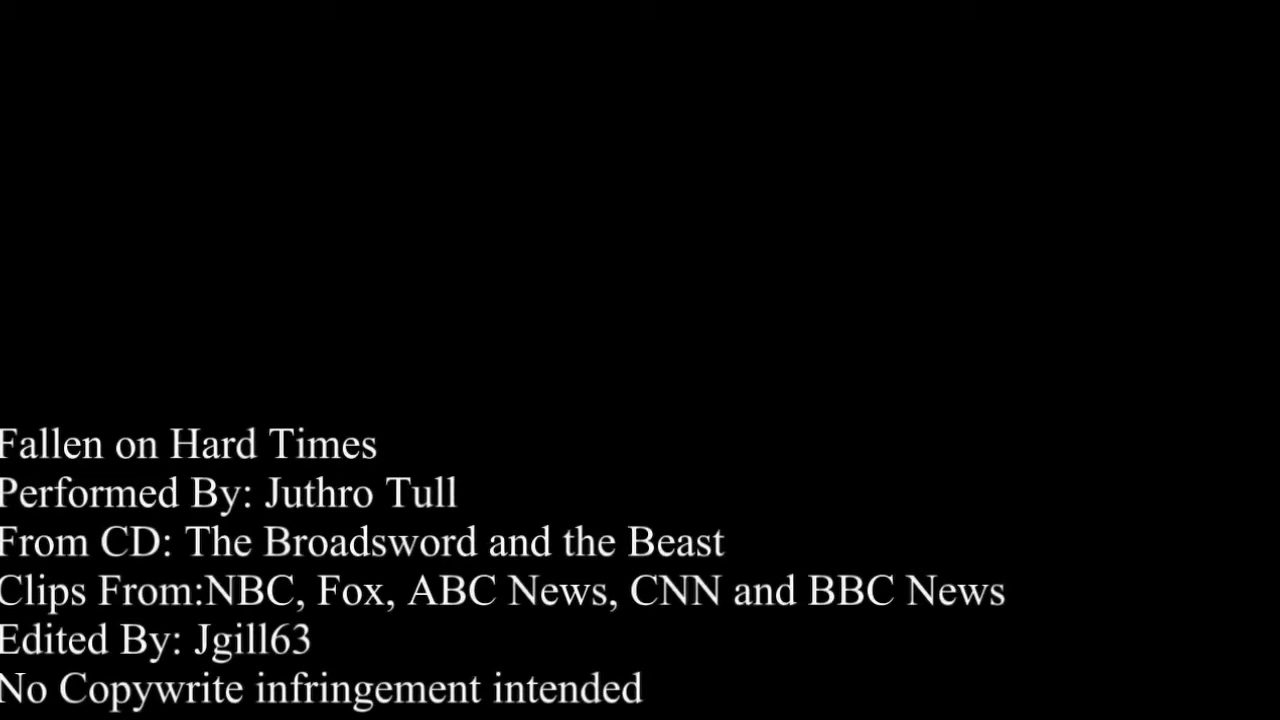 Fallen on Hard Times
Performed By: Juthro Tull
From CD: The Broadsword and the Beast
Clips From:NBC, Fox, ABC News, CNN and BBC News
Edited By: Jgill63
No Copywrite infringement intended